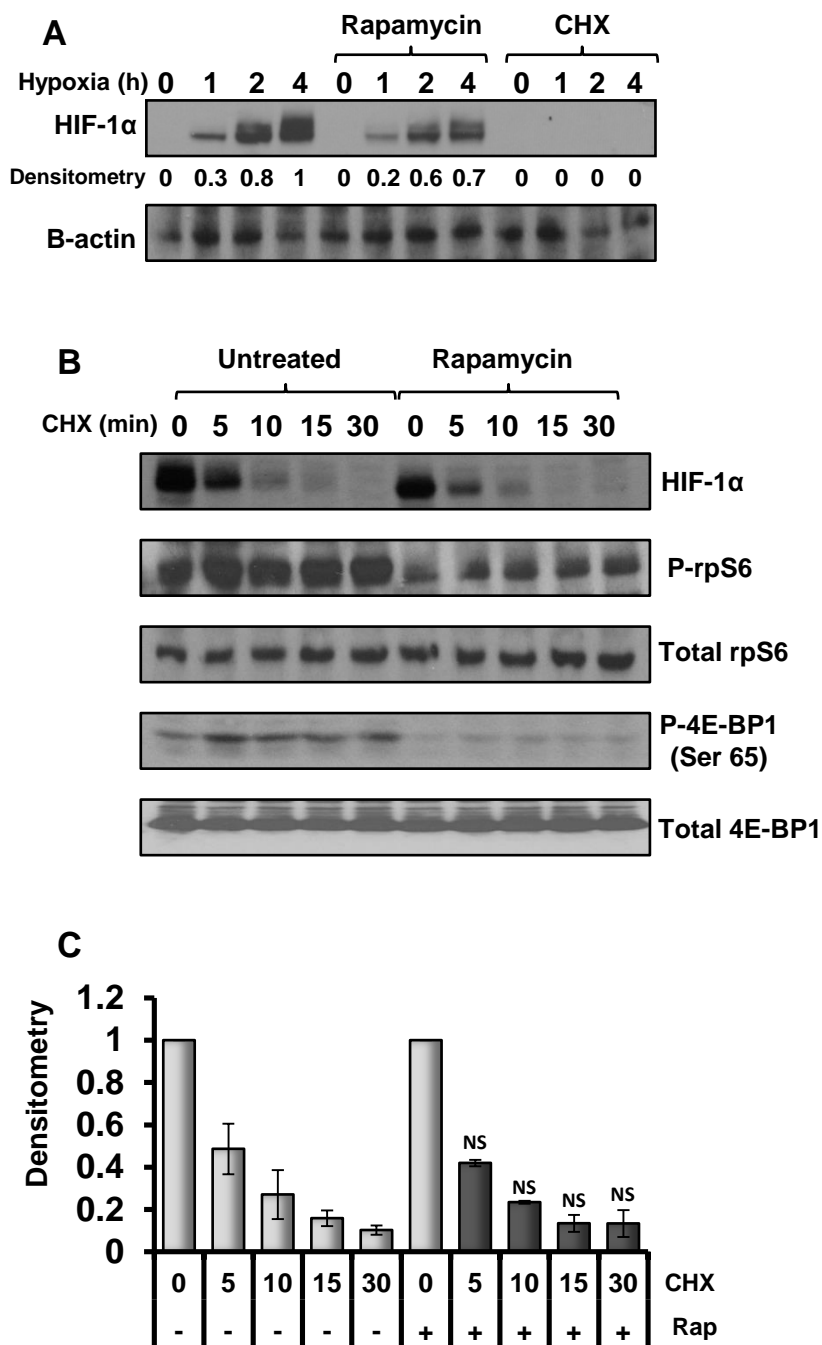 A
Rapamycin CHX
Hypoxia (h) 0 1 2 4 0 1 2 4 0 1 2 4
HIF-1α
Densitometry 0 0.3 0.8 1 0 0.2 0.6 0.7 0 0 0 0
B-actin
B
Untreated Rapamycin
CHX (min) 0 5 10 15 30 0 5 10 15 30
HIF-1α
P-rpS6
Total rpS6
P-4E-BP1
(Ser 65)
Total 4E-BP1
C
Densitometry
1.2
1
0.8
0.6
0.4
0.2
0
NS
NS
NS
NS
0 5 10 15 30 0 5 10 15 30 CHX
- - - - - + + + + + Rap